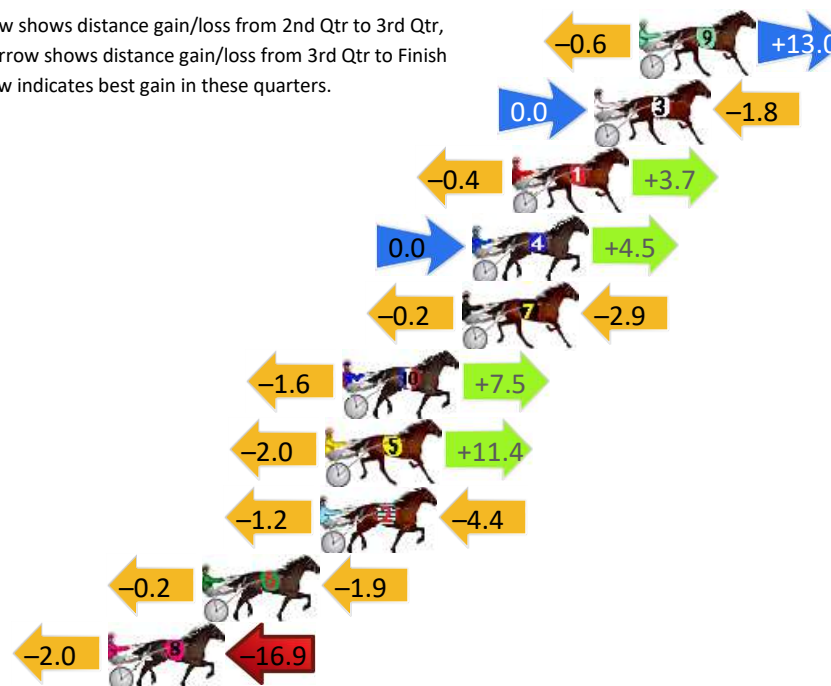 w shows distance gain/loss from 2nd Qtr to 3rd Qtr,
rrow shows distance gain/loss from 3rd Qtr to Finish
w indicates best gain in these quarters.
–0.6 9 +13.0
0.0 3 –1.8
–0.4 1 +3.7
0.0 4 +4.5
–0.2 7 –2.9
–1.6 10 +7.5
–2.0 5 +11.4
–1.2 2 –4.4
–0.2 6 –1.9
–2.0 8 –16.9